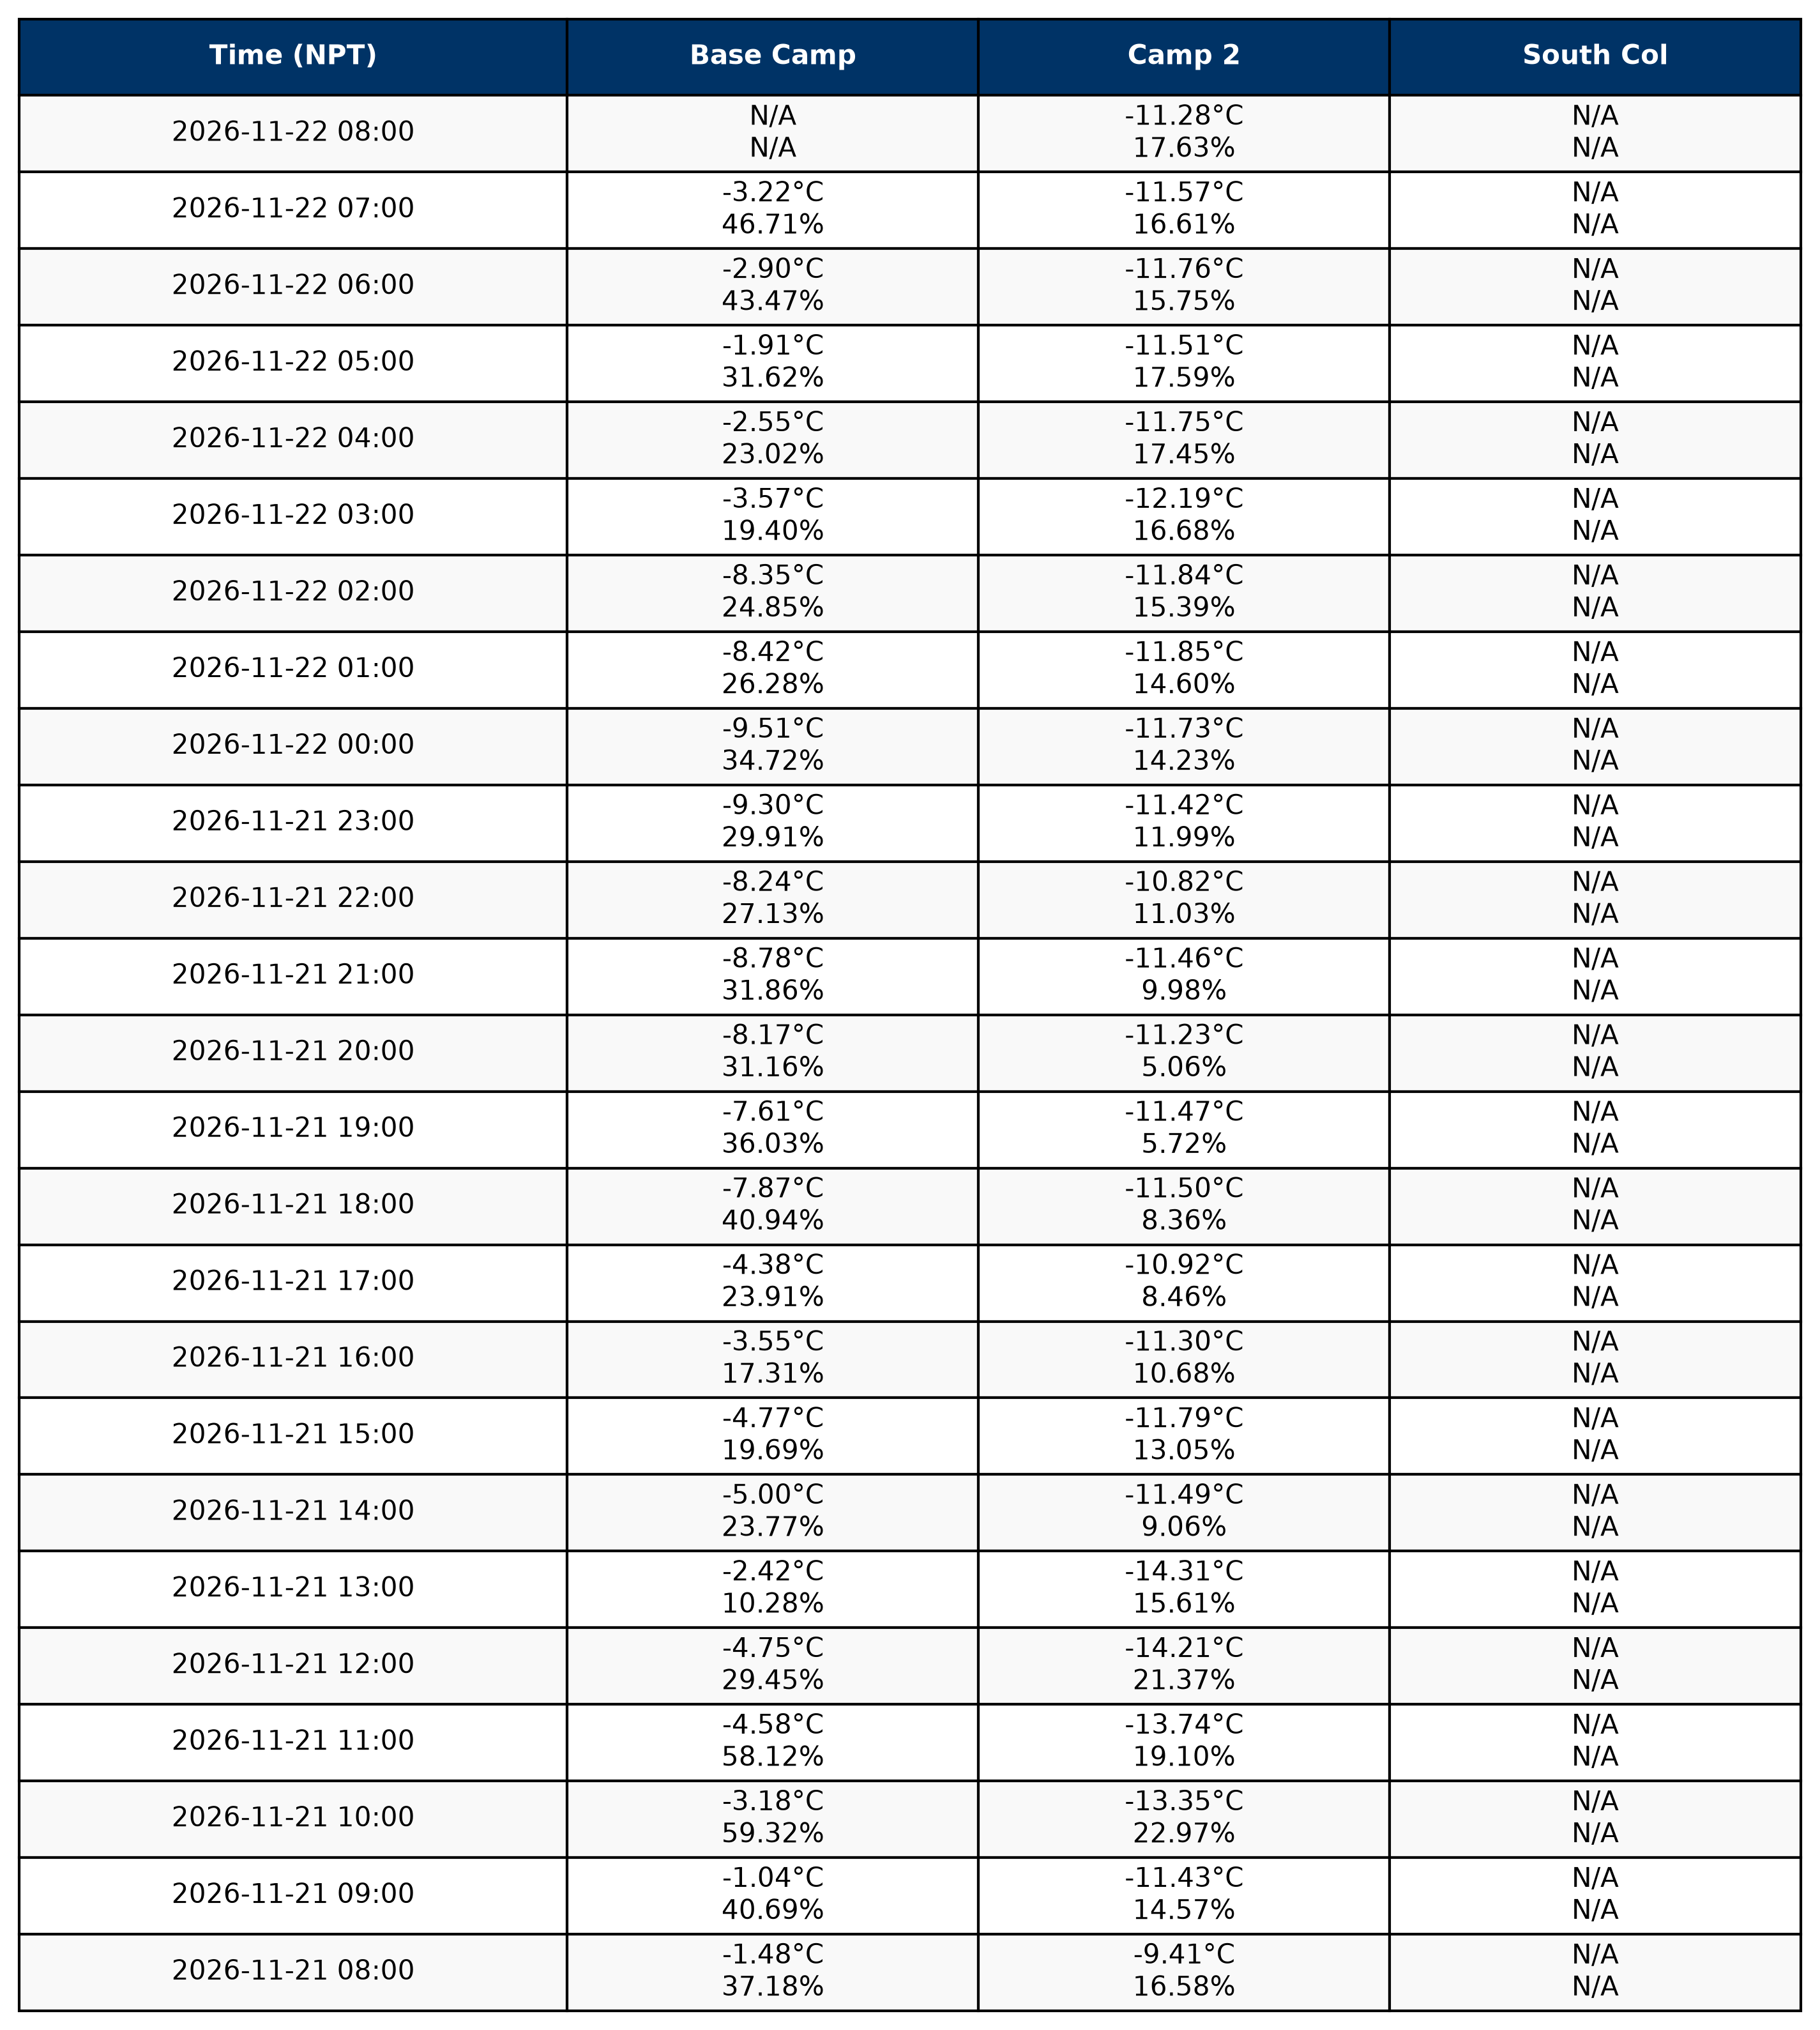 Time (NPT) Base Camp Camp 2 South Col
N/A -11.28°C N/A
2026-11-22 08:00
N/A 17.63% N/A
-3.22°C -11.57°C N/A
2026-11-22 07:00
46.71% 16.61% N/A
-2.90°C -11.76°C N/A
2026-11-22 06:00
43.47% 15.75% N/A
-1.91°C -11.51°C N/A
2026-11-22 05:00
31.62% 17.59% N/A
-2.55°C -11.75°C N/A
2026-11-22 04:00
23.02% 17.45% N/A
-3.57°C -12.19°C N/A
2026-11-22 03:00
19.40% 16.68% N/A
-8.35°C -11.84°C N/A
2026-11-22 02:00
24.85% 15.39% N/A
-8.42°C -11.85°C N/A
2026-11-22 01:00
26.28% 14.60% N/A
-9.51°C -11.73°C N/A
2026-11-22 00:00
34.72% 14.23% N/A
-9.30°C -11.42°C N/A
2026-11-21 23:00
29.91% 11.99% N/A
-8.24°C -10.82°C N/A
2026-11-21 22:00
27.13% 11.03% N/A
-8.78°C -11.46°C N/A
2026-11-21 21:00
31.86% 9.98% N/A
-8.17°C -11.23°C N/A
2026-11-21 20:00
31.16% 5.06% N/A
-7.61°C -11.47°C N/A
2026-11-21 19:00
36.03% 5.72% N/A
-7.87°C -11.50°C N/A
2026-11-21 18:00
40.94% 8.36% N/A
-4.38°C -10.92°C N/A
2026-11-21 17:00
23.91% 8.46% N/A
-3.55°C -11.30°C N/A
2026-11-21 16:00
17.31% 10.68% N/A
-4.77°C -11.79°C N/A
2026-11-21 15:00
19.69% 13.05% N/A
-5.00°C -11.49°C N/A
2026-11-21 14:00
23.77% 9.06% N/A
-2.42°C -14.31°C N/A
2026-11-21 13:00
10.28% 15.61% N/A
-4.75°C -14.21°C N/A
2026-11-21 12:00
29.45% 21.37% N/A
-4.58°C -13.74°C N/A
2026-11-21 11:00
58.12% 19.10% N/A
-3.18°C -13.35°C N/A
2026-11-21 10:00
59.32% 22.97% N/A
-1.04°C -11.43°C N/A
2026-11-21 09:00
40.69% 14.57% N/A
-1.48°C -9.41°C N/A
2026-11-21 08:00
37.18% 16.58% N/A